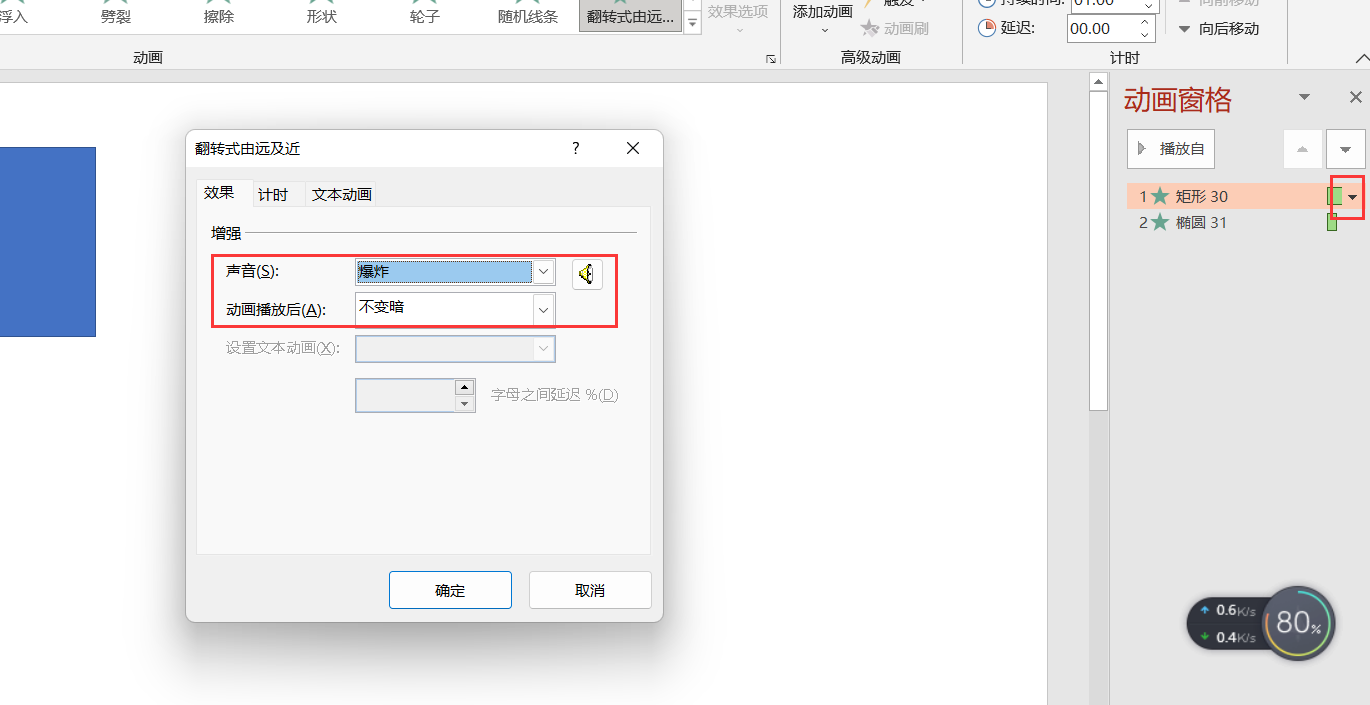 浮入 劈裂 擦除 形状 轮子 随机线条 翻转式由远... 效果选项
添加动画 触发
动画刷
持续时间: 01.00
延迟: 00.00
向前移动
向后移动
动画 高级动画 计时
翻转式由远及近 ?
效果 计时 文本动画
增强
声音(S): 爆炸
动画播放后(A): 不变暗
设置文本动画(X):
字母之间延迟 %(D)
确定 取消
动画窗格
播放自
1 矩形 30
2 椭圆 31
0.6K/s
0.4K/s
80%